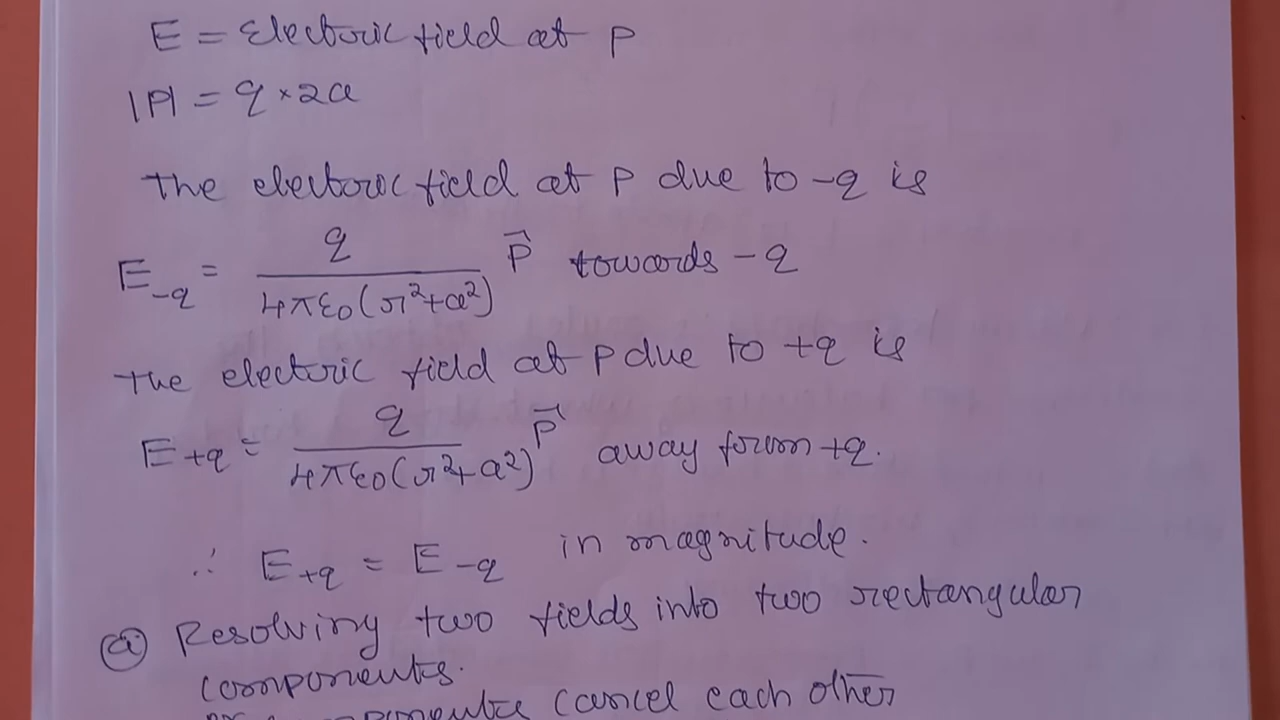 E = Electric field at P
|P| = q × 2a
The electric field at P due to -q is
E_-q = q / 4πε0(r²+a²) P⃗ towards -q
The electric field at P due to +q is
E+q = q / 4πε0(r²+a²) P⃗ away from +q.
∴ E+q = E-q in magnitude.
ⓐ Resolving two fields into two rectangular
components.
components cancel each other